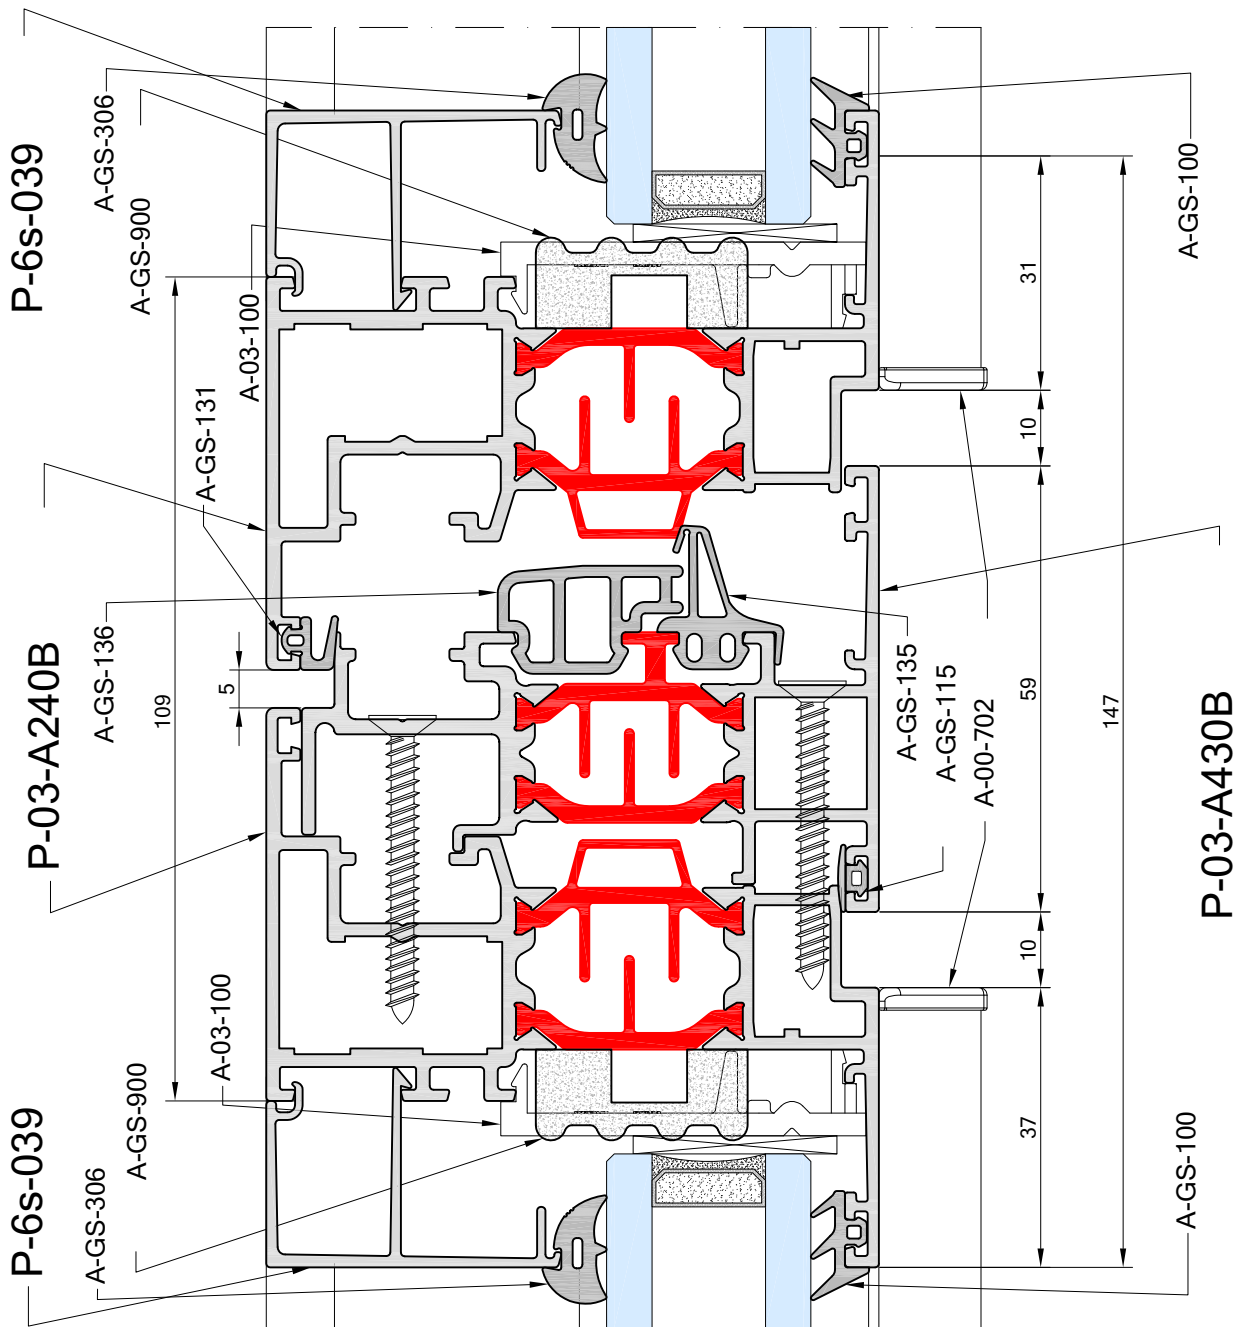 P-6s-039
A-GS-306
A-GS-900
A-03-100
A-GS-131
P-03-A240B
A-GS-136
109
5
A-03-100
A-GS-900
P-6s-039
A-GS-306
A-GS-100
31
10
59
147
A-GS-135
A-GS-115
A-00-702
P-03-A430B
10
37
A-GS-100